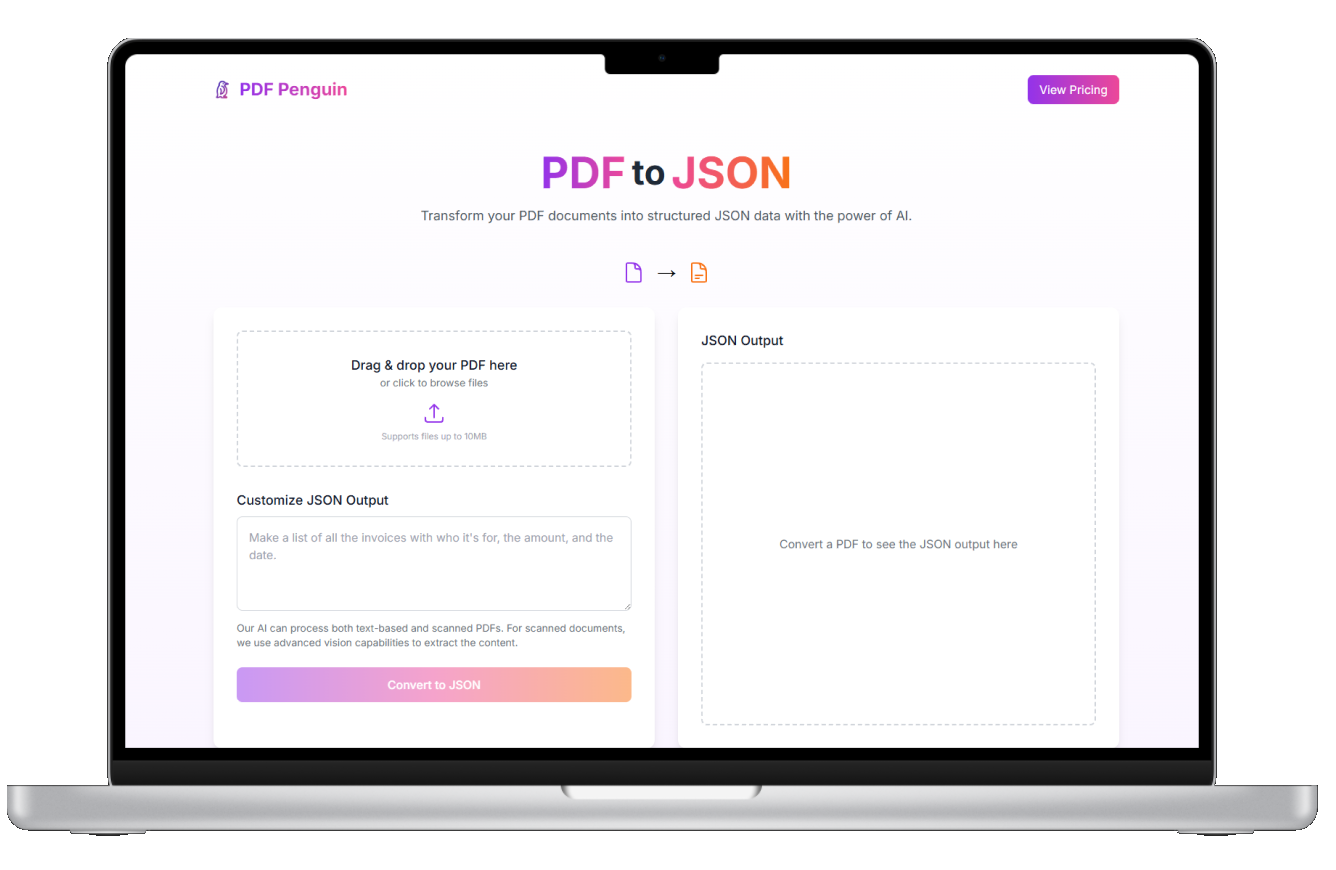 PDF Penguin
View Pricing
PDF to JSON
Transform your PDF documents into structured JSON data with the power of AI.
Drag & drop your PDF here
or click to browse files
Supports files up to 10MB
Customize JSON Output
Make a list of all the invoices with who it's for, the amount, and the
date.
Our AI can process both text-based and scanned PDFs. For scanned documents,
we use advanced vision capabilities to extract the content.
Convert to JSON
JSON Output
Convert a PDF to see the JSON output here